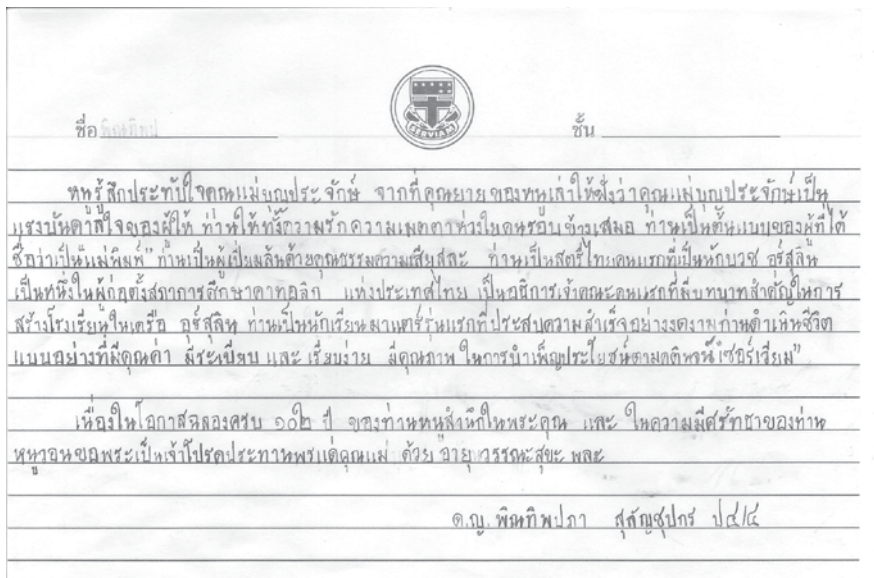 ชื่อ พิณทิพป ชั้น
SERVIAM
หนูรู้สึกประทับใจคุณแม่บุญประจักษ์ จากที่คุณยายของหนูเล่าให้ฟังว่าคุณแม่บุญประจักษ์เป็น
แรงบันดาลใจของผู้ให้ ท่านให้ทั้งความรักความเมตตาห่วงใยคนรอบข้างเสมอ ท่านเป็นต้นแบบของผู้ที่ได้
ชื่อว่าเป็น"แม่พิมพ์" ท่านเป็นผู้เปี่ยมล้นด้วยคุณธรรมความเสียสละ ท่านเป็นสตรีไทยคนแรกที่เป็นนักบวช อุร์สุลิน
เป็นหนึ่งในผู้ก่อตั้งสภาการศึกษาคาทอลิก แห่งประเทศไทย เป็นอธิการเจ้าคณะคนแรกที่มีบทบาทสำคัญในการ
สร้างโรงเรียนในเครือ อุร์สุลิน ท่านเป็นนักเรียนมาแตร์รุ่นแรกที่ประสบความสำเร็จอย่างงดงามท่านดำเนินชีวิต
แบบอย่างที่มีคุณค่า มีระเบียบ และ เรียบง่าย มีคุณภาพ ในการบำเพ็ญประโยชน์ตามคติพจน์"เซอร์เวียม"
เนื่องในโอกาสฉลองครบ ๑๐๒ ปี ของท่านหนูสำนึกในพระคุณ และ ในความมีศรัทธาของท่าน
หนูวอนขอพระเป็นเจ้าโปรดประทานพรแด่คุณแม่ ด้วย อายุ วรรณะสุขะ พละ
ด.ญ. พิณทิพปภา สุลัญชุปกร ป๔/๔